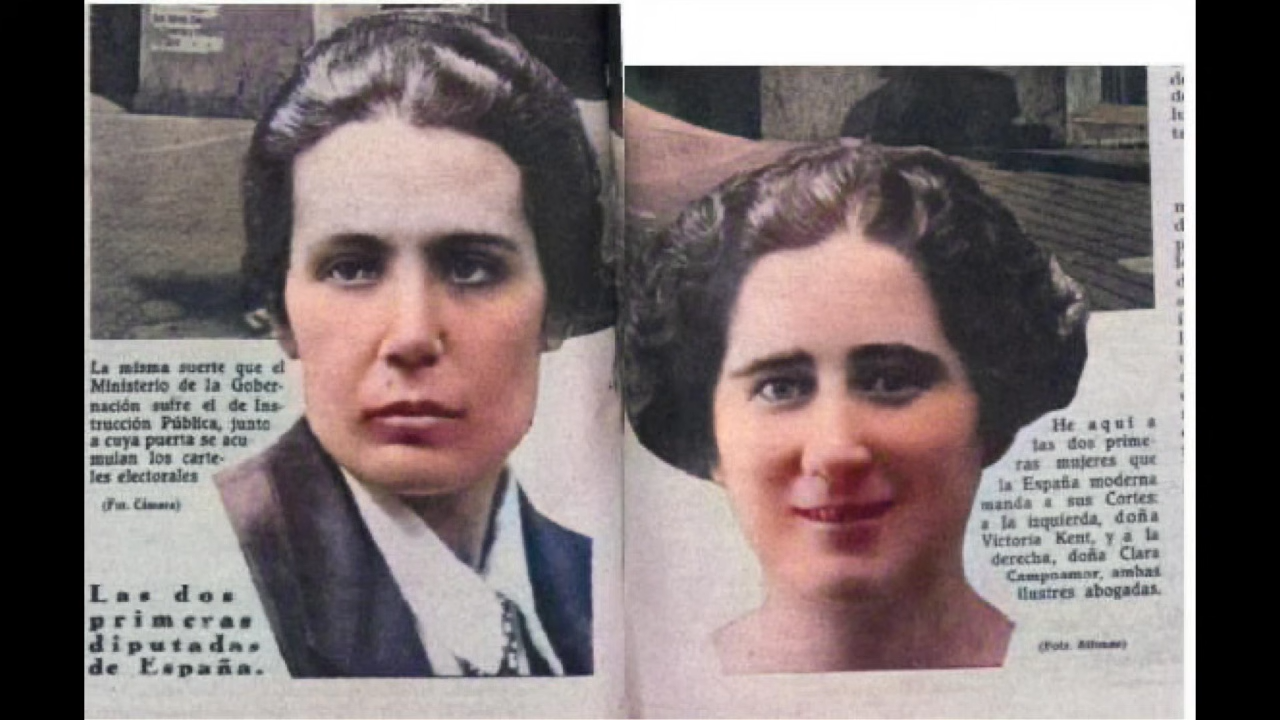 La misma suerte que el
Ministerio de la Gober-
nación sufre el de Ins-
trucción Pública, junto
a cuya puerta se acu-
mulan los carte-
les electorales
(Fot. Cámara)
Las dos
primeras
diputadas
de España.
He aquí a
las dos prime-
ras mujeres que
la España moderna
manda a sus Cortes:
a la izquierda, doña
Victoria Kent, y a la
derecha, doña Clara
Campoamor, ambas
ilustres abogadas.
(Fots. Alfonso)